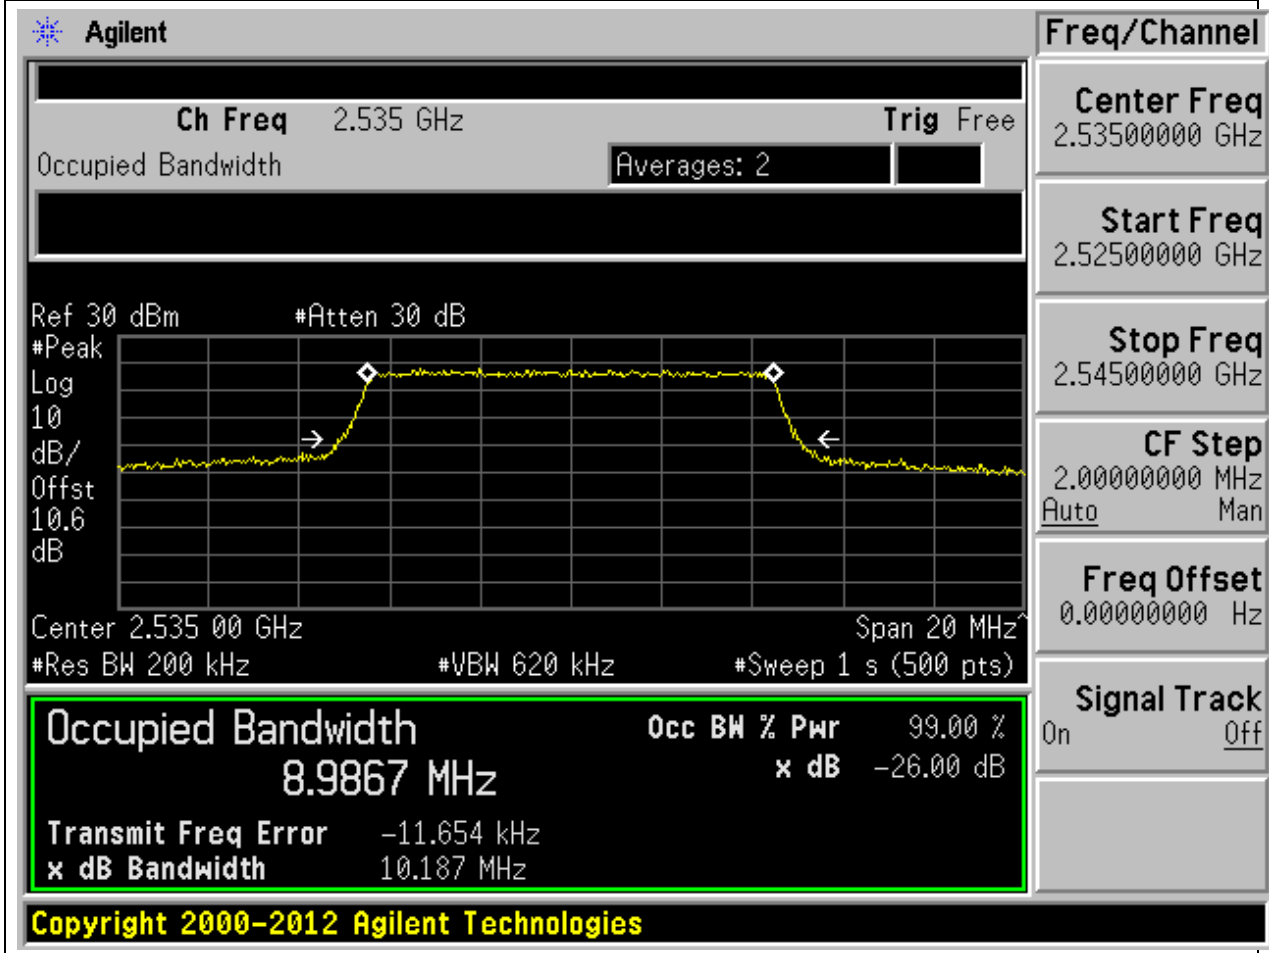 Agilent
Freq/Channel
Ch Freq 2.535 GHz Trig Free
Occupied Bandwidth Averages: 2
Center Freq
2.53500000 GHz
Start Freq
2.52500000 GHz
Stop Freq
2.54500000 GHz
CF Step
2.00000000 MHz
Auto Man
Freq Offset
0.00000000 Hz
Signal Track
On Off
Ref 30 dBm #Atten 30 dB
#Peak
Log
10
dB/
Offst
10.6
dB
Center 2.535 00 GHz Span 20 MHz^
#Res BW 200 kHz #VBW 620 kHz #Sweep 1 s (500 pts)
Occupied Bandwidth Occ BW % Pwr 99.00 %
8.9867 MHz x dB -26.00 dB
Transmit Freq Error -11.654 kHz
x dB Bandwidth 10.187 MHz
Copyright 2000-2012 Agilent Technologies